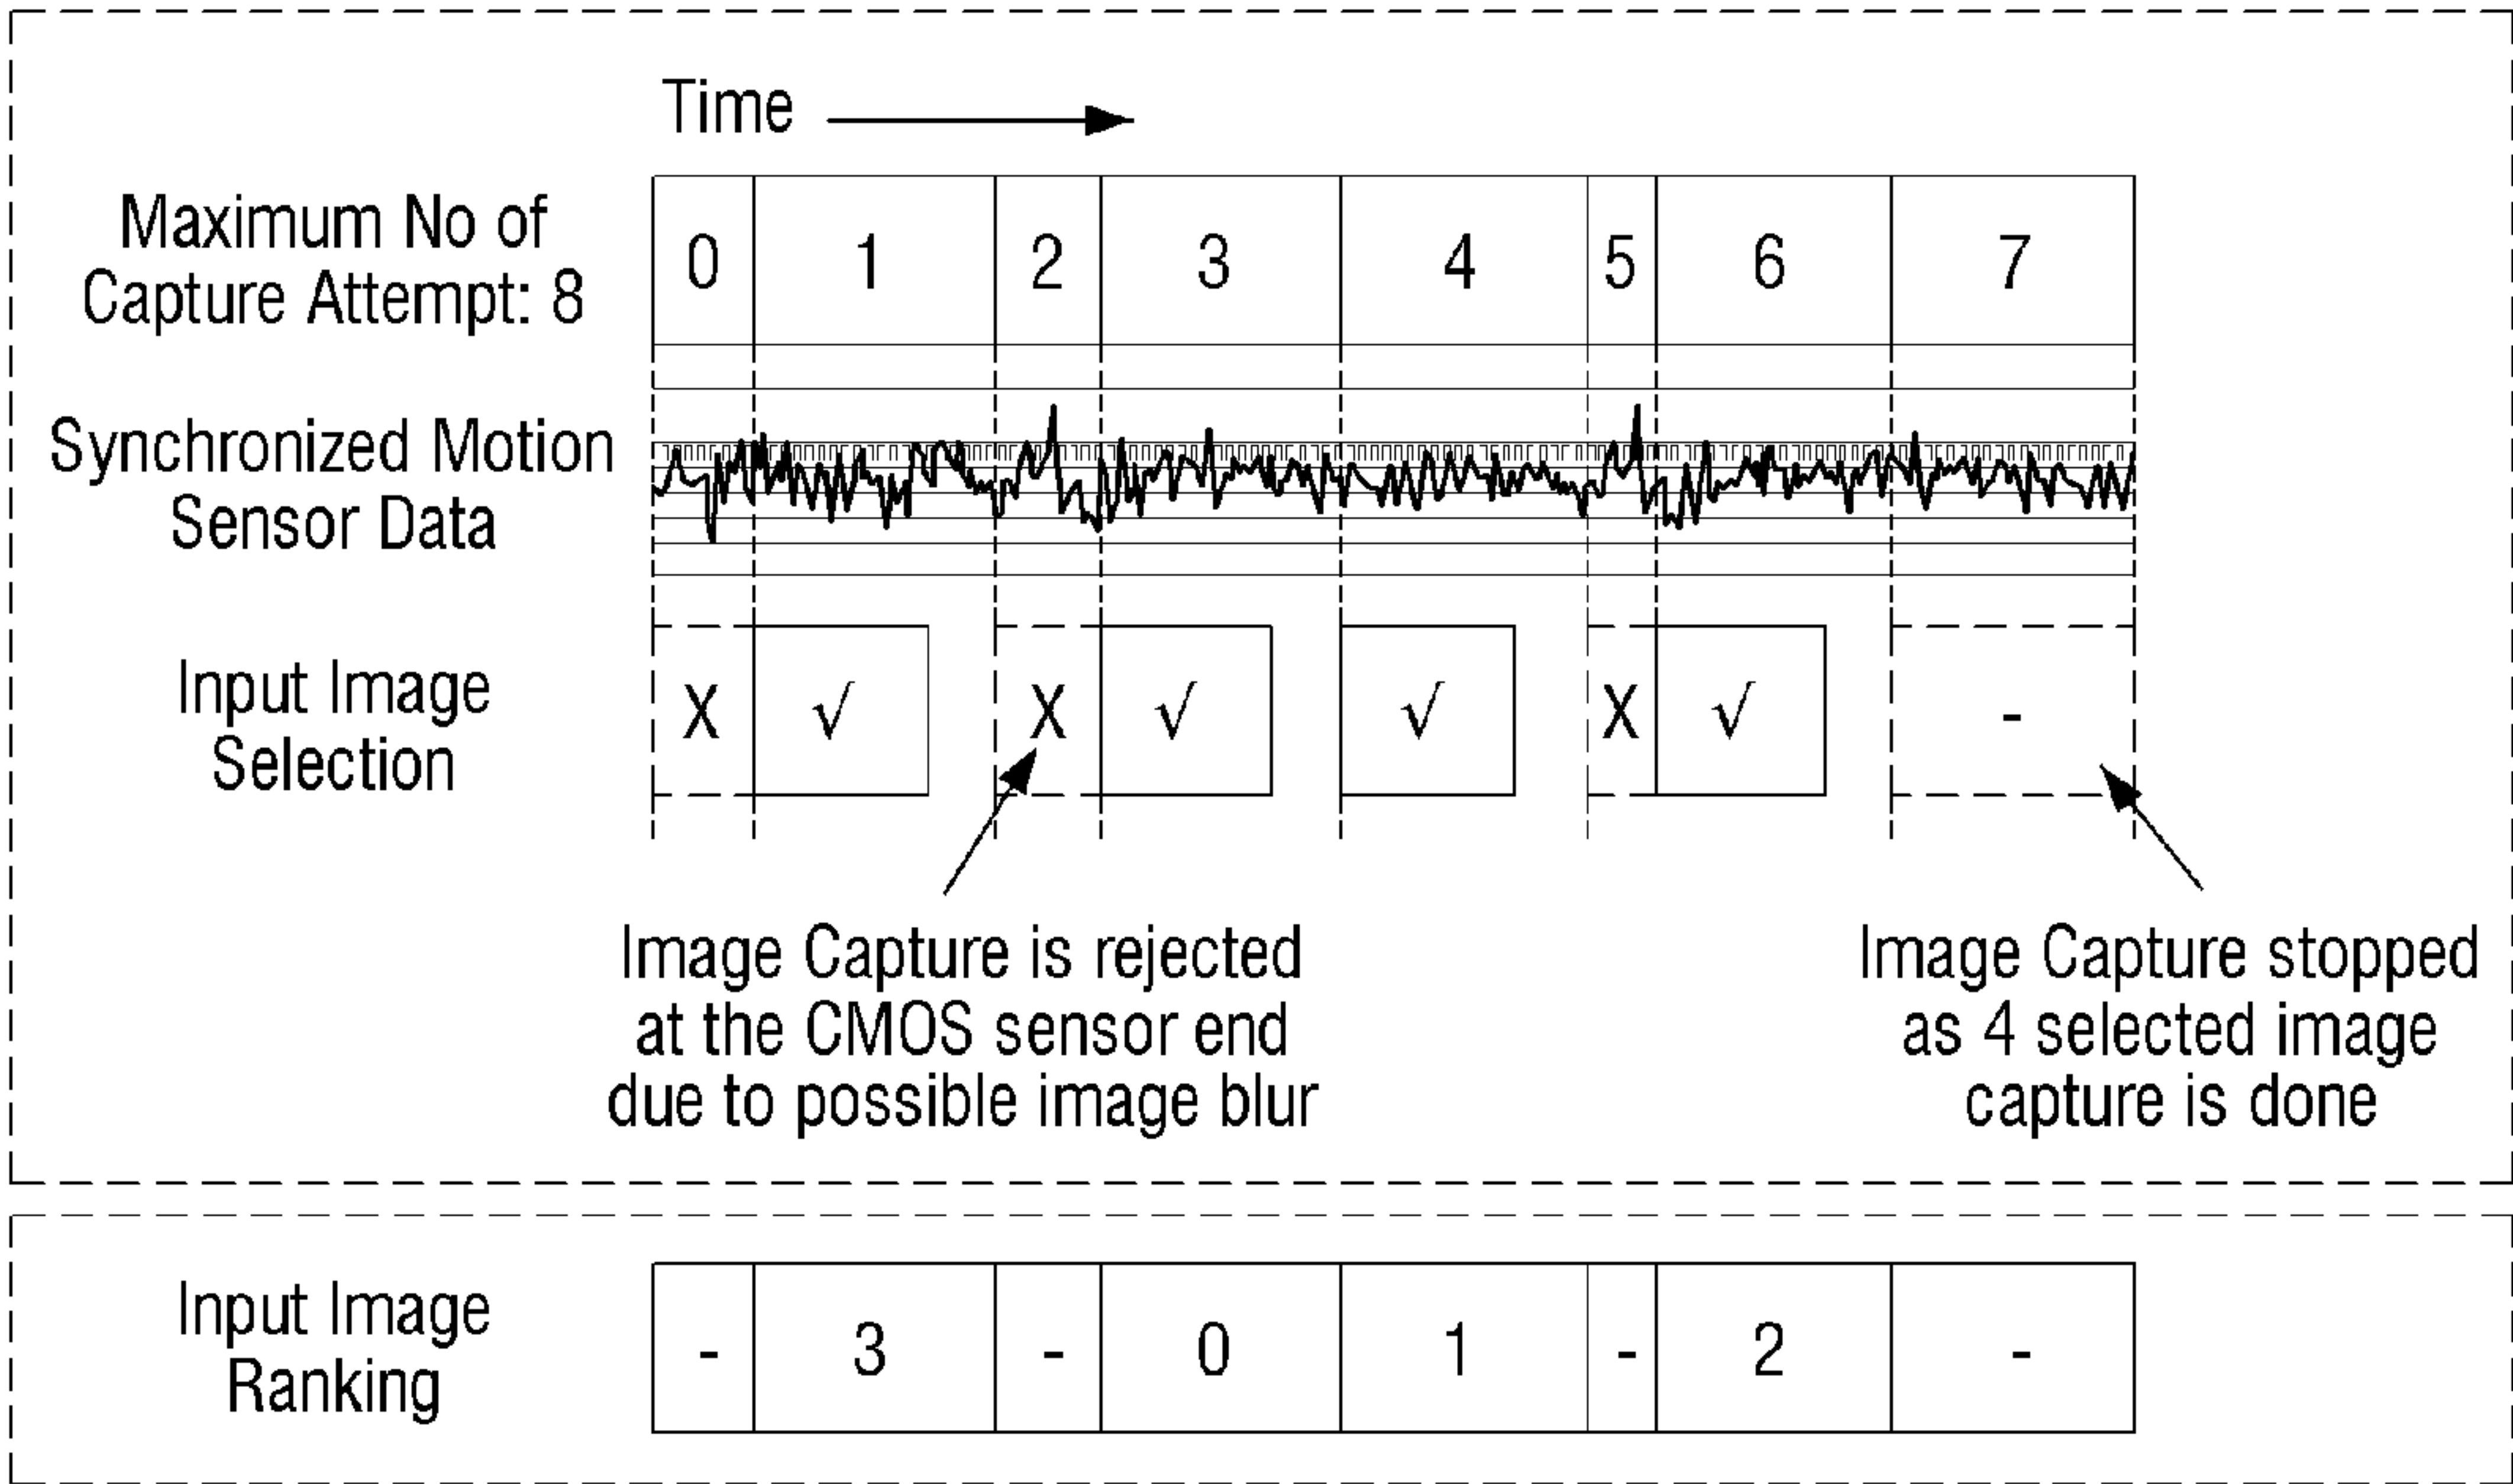 Time
Maximum No of
Capture Attempt: 8
0 1 2 3 4 5 6 7
Synchronized Motion
Sensor Data
Input Image
Selection
X √ X √ √ X √ -
Image Capture is rejected
at the CMOS sensor end
due to possible image blur
Image Capture stopped
as 4 selected image
capture is done
Input Image
Ranking
- 3 - 0 1 - 2 -